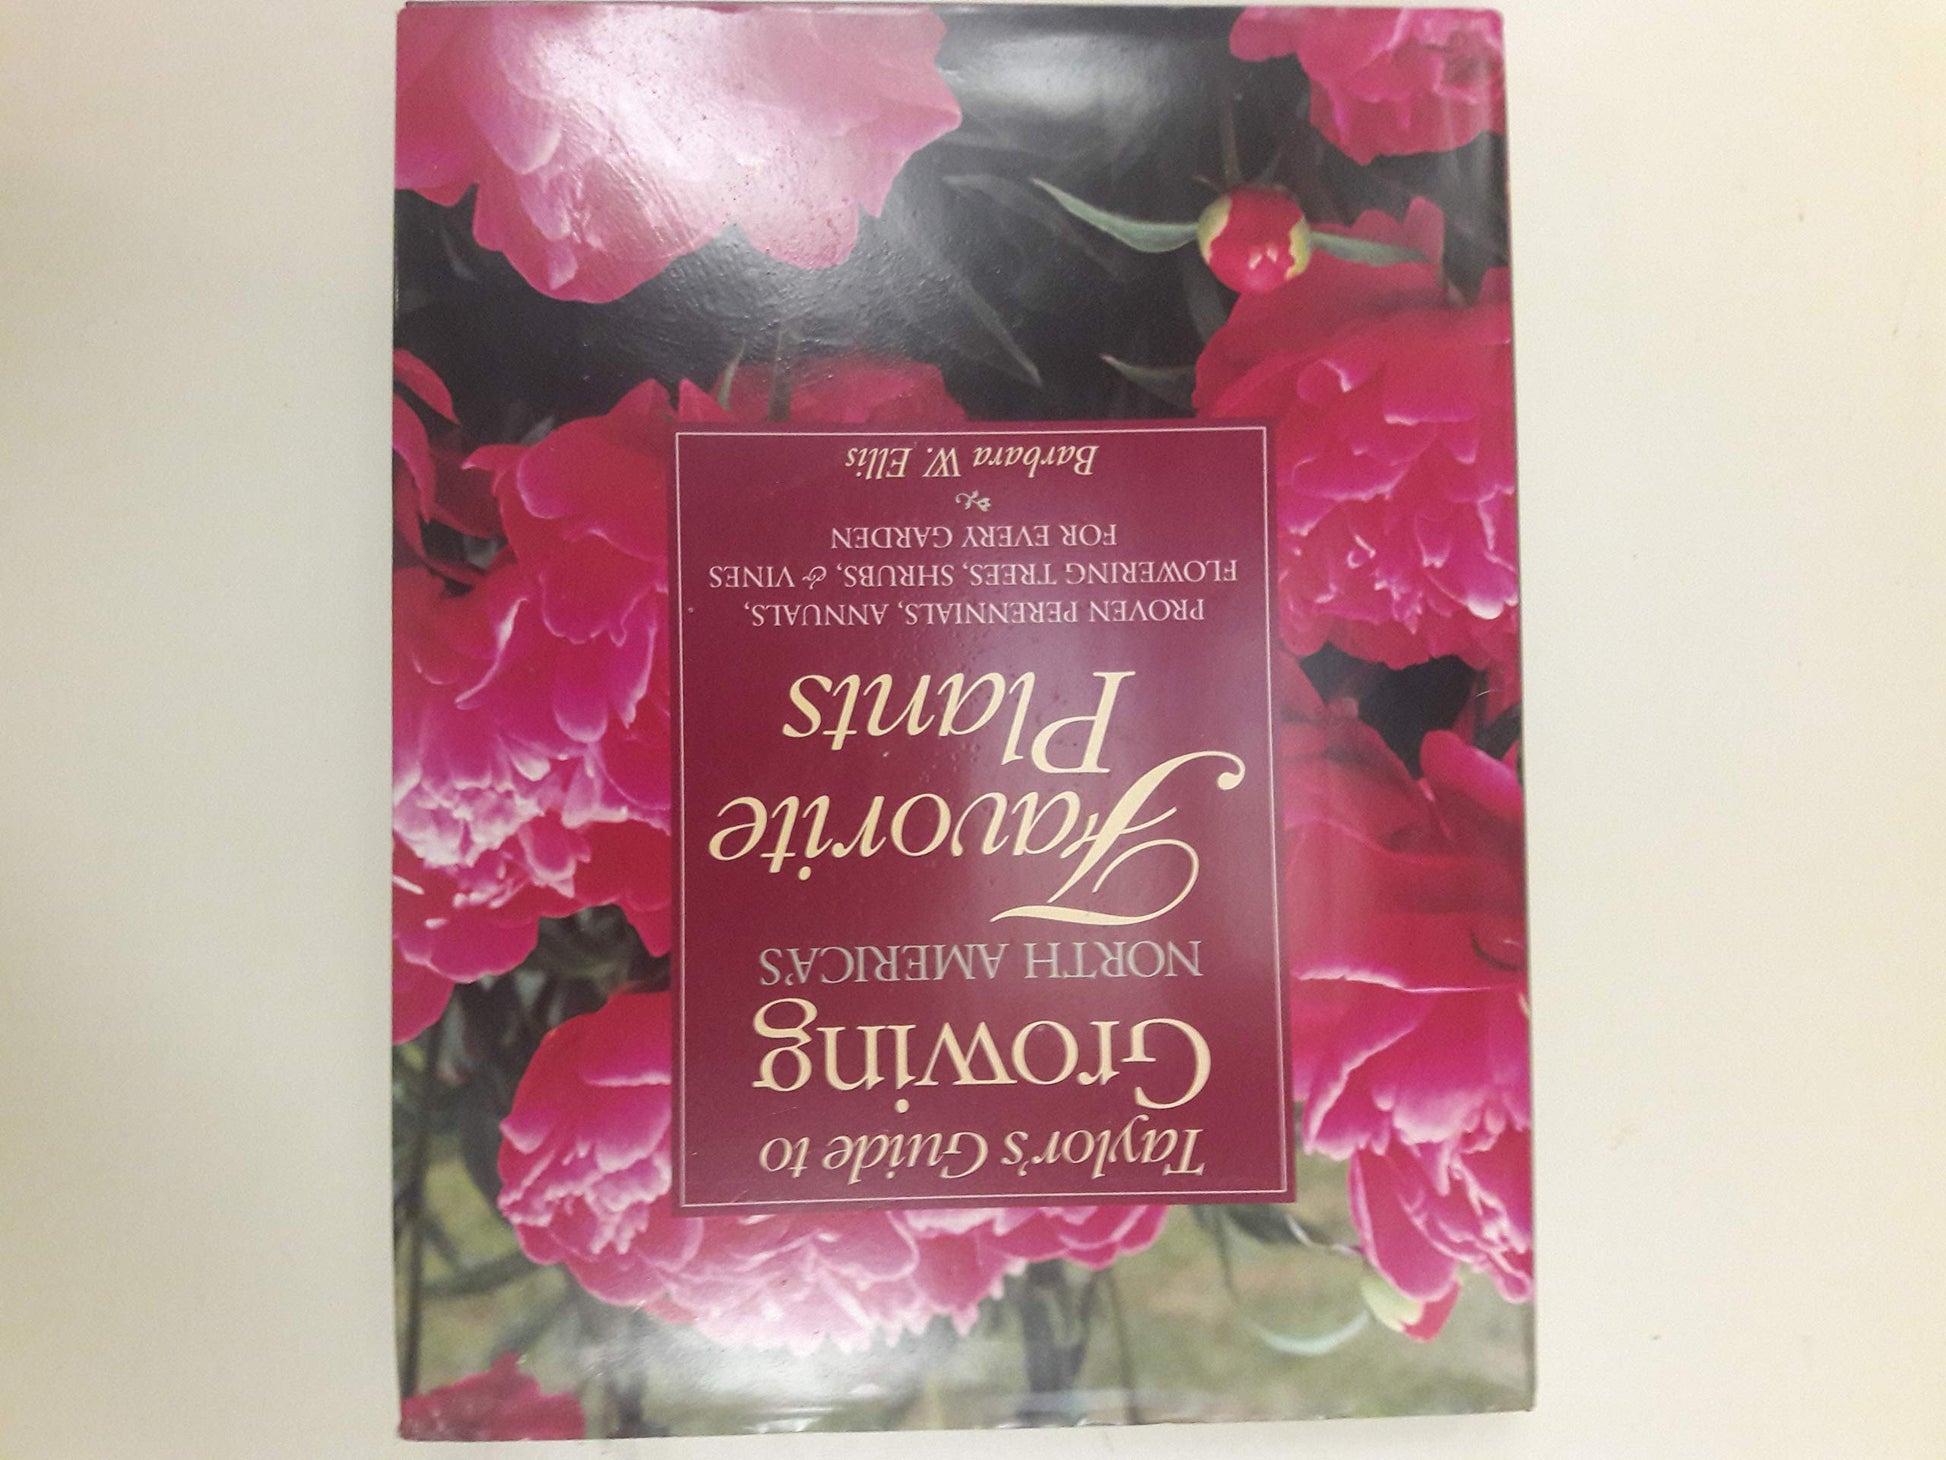 Taylor's Guide to
Growing
NORTH AMERICA'S
Favorite
Plants
PROVEN PERENNIALS, ANNUALS,
FLOWERING TREES, SHRUBS, & VINES
FOR EVERY GARDEN
Barbara W. Ellis